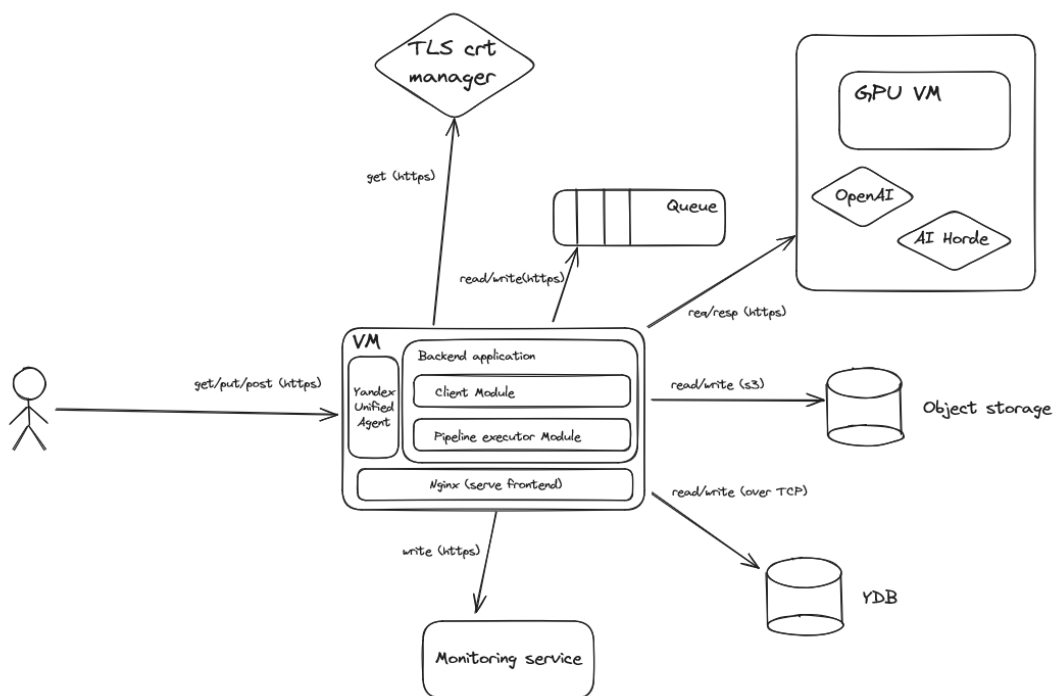 TLS crt
manager
GPU VM
get (https)
OpenAI
Queue
AI Horde
read/write(https)
req/resp (https)
VM
Backend application
get/put/post (https)
Yandex
Unified
Agent
Client Module
read/write (s3)
Object storage
Pipeline executor Module
Nginx (serve frontend)
read/write (over TCP)
write (https)
YDB
Monitoring service